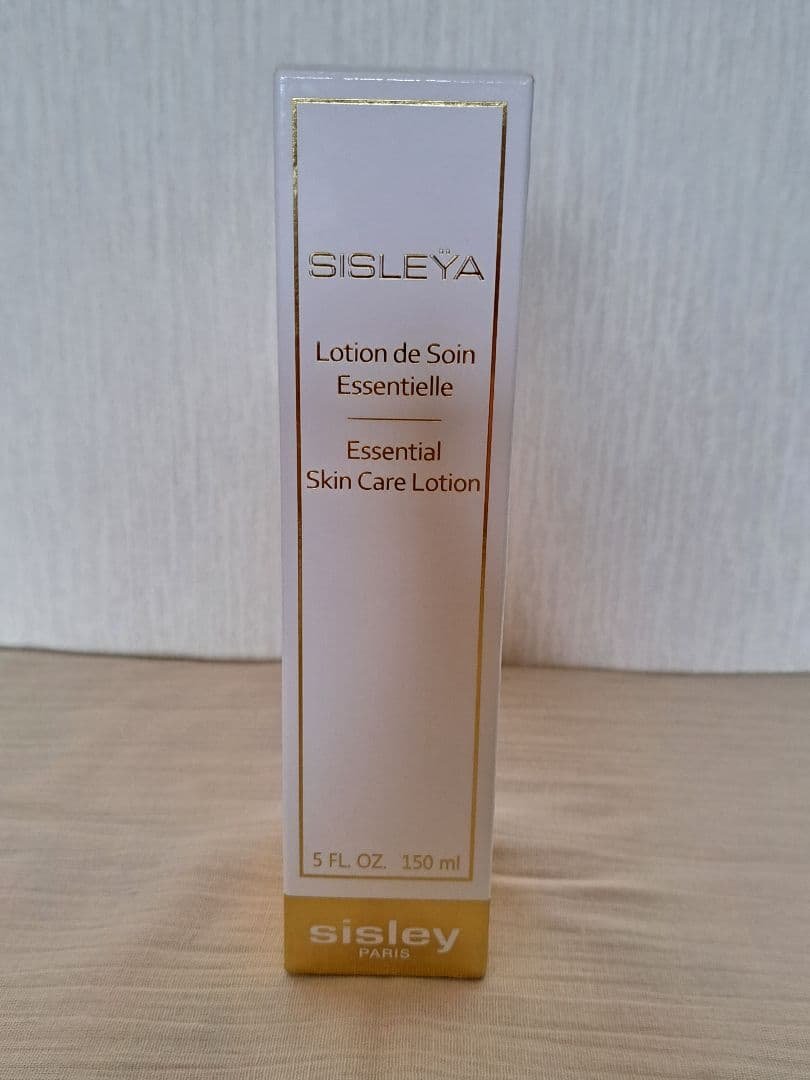 SISLEŸA
Lotion de Soin
Essentielle
Essential
Skin Care Lotion
5 FL. OZ. 150 ml
sisley
PARIS